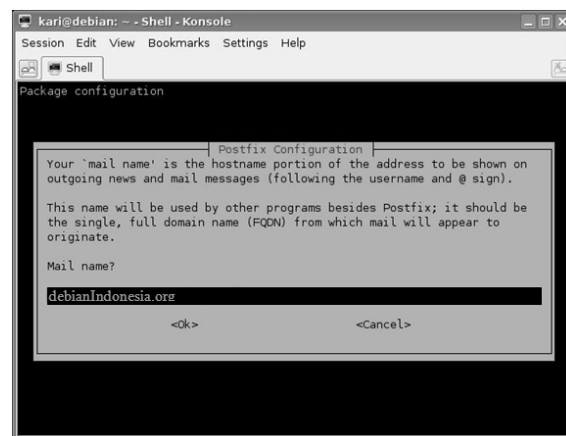 kari@debian: ~ - Shell - Konsole
Session Edit View Bookmarks Settings Help
Shell
Package configuration
Postfix Configuration
Your `mail name' is the hostname portion of the address to be shown on
outgoing news and mail messages (following the username and @ sign).
This name will be used by other programs besides Postfix; it should be
the single, full domain name (FQDN) from which mail will appear to
originate.
Mail name?
debianIndonesia.org
<Ok> <Cancel>